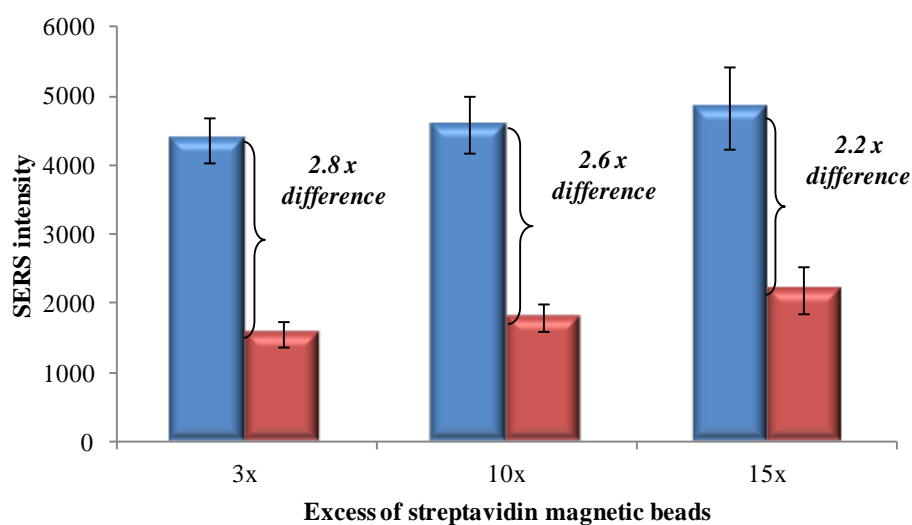 6000
5000
4000
3000
2000
1000
0
SERS intensity
2.8 x
difference
2.6 x
difference
2.2 x
difference
3x
10x
15x
Excess of streptavidin magnetic beads